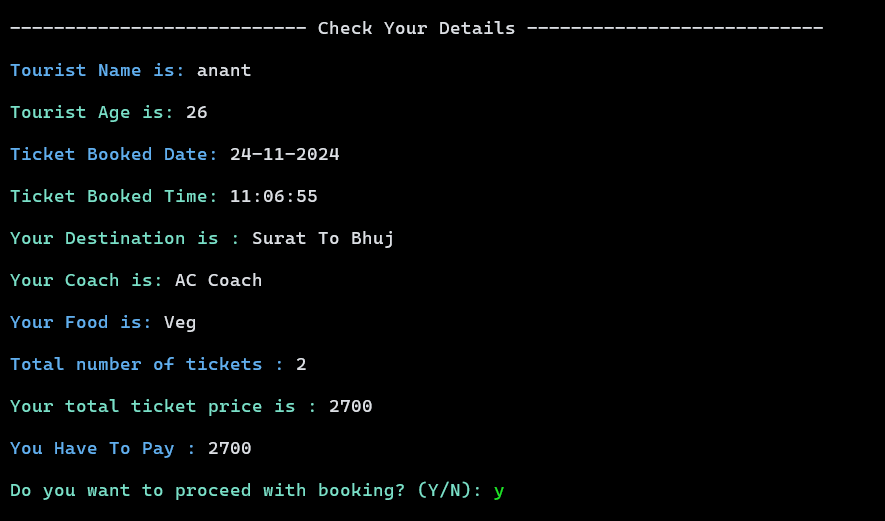 --------------------------- Check Your Details ---------------------------
Tourist Name is: anant
Tourist Age is: 26
Ticket Booked Date: 24-11-2024
Ticket Booked Time: 11:06:55
Your Destination is : Surat To Bhuj
Your Coach is: AC Coach
Your Food is: Veg
Total number of tickets : 2
Your total ticket price is : 2700
You Have To Pay : 2700
Do you want to proceed with booking? (Y/N): y